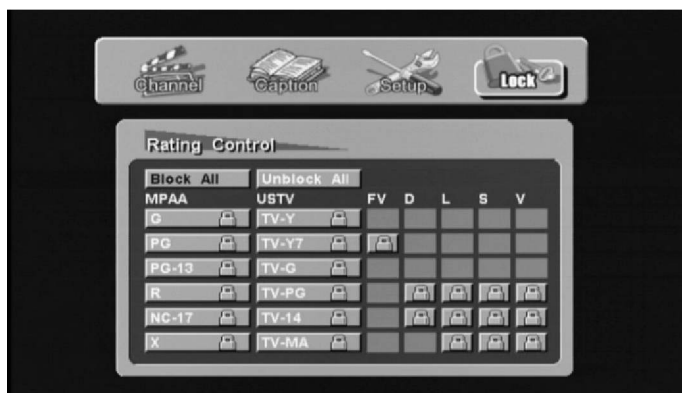 Channel Caption Setup Lock
Rating Control
Block All Unblock All
MPAA USTV FV D L S V
G TV-Y
PG TV-Y7
PG-13 TV-G
R TV-PG
NC-17 TV-14
X TV-MA